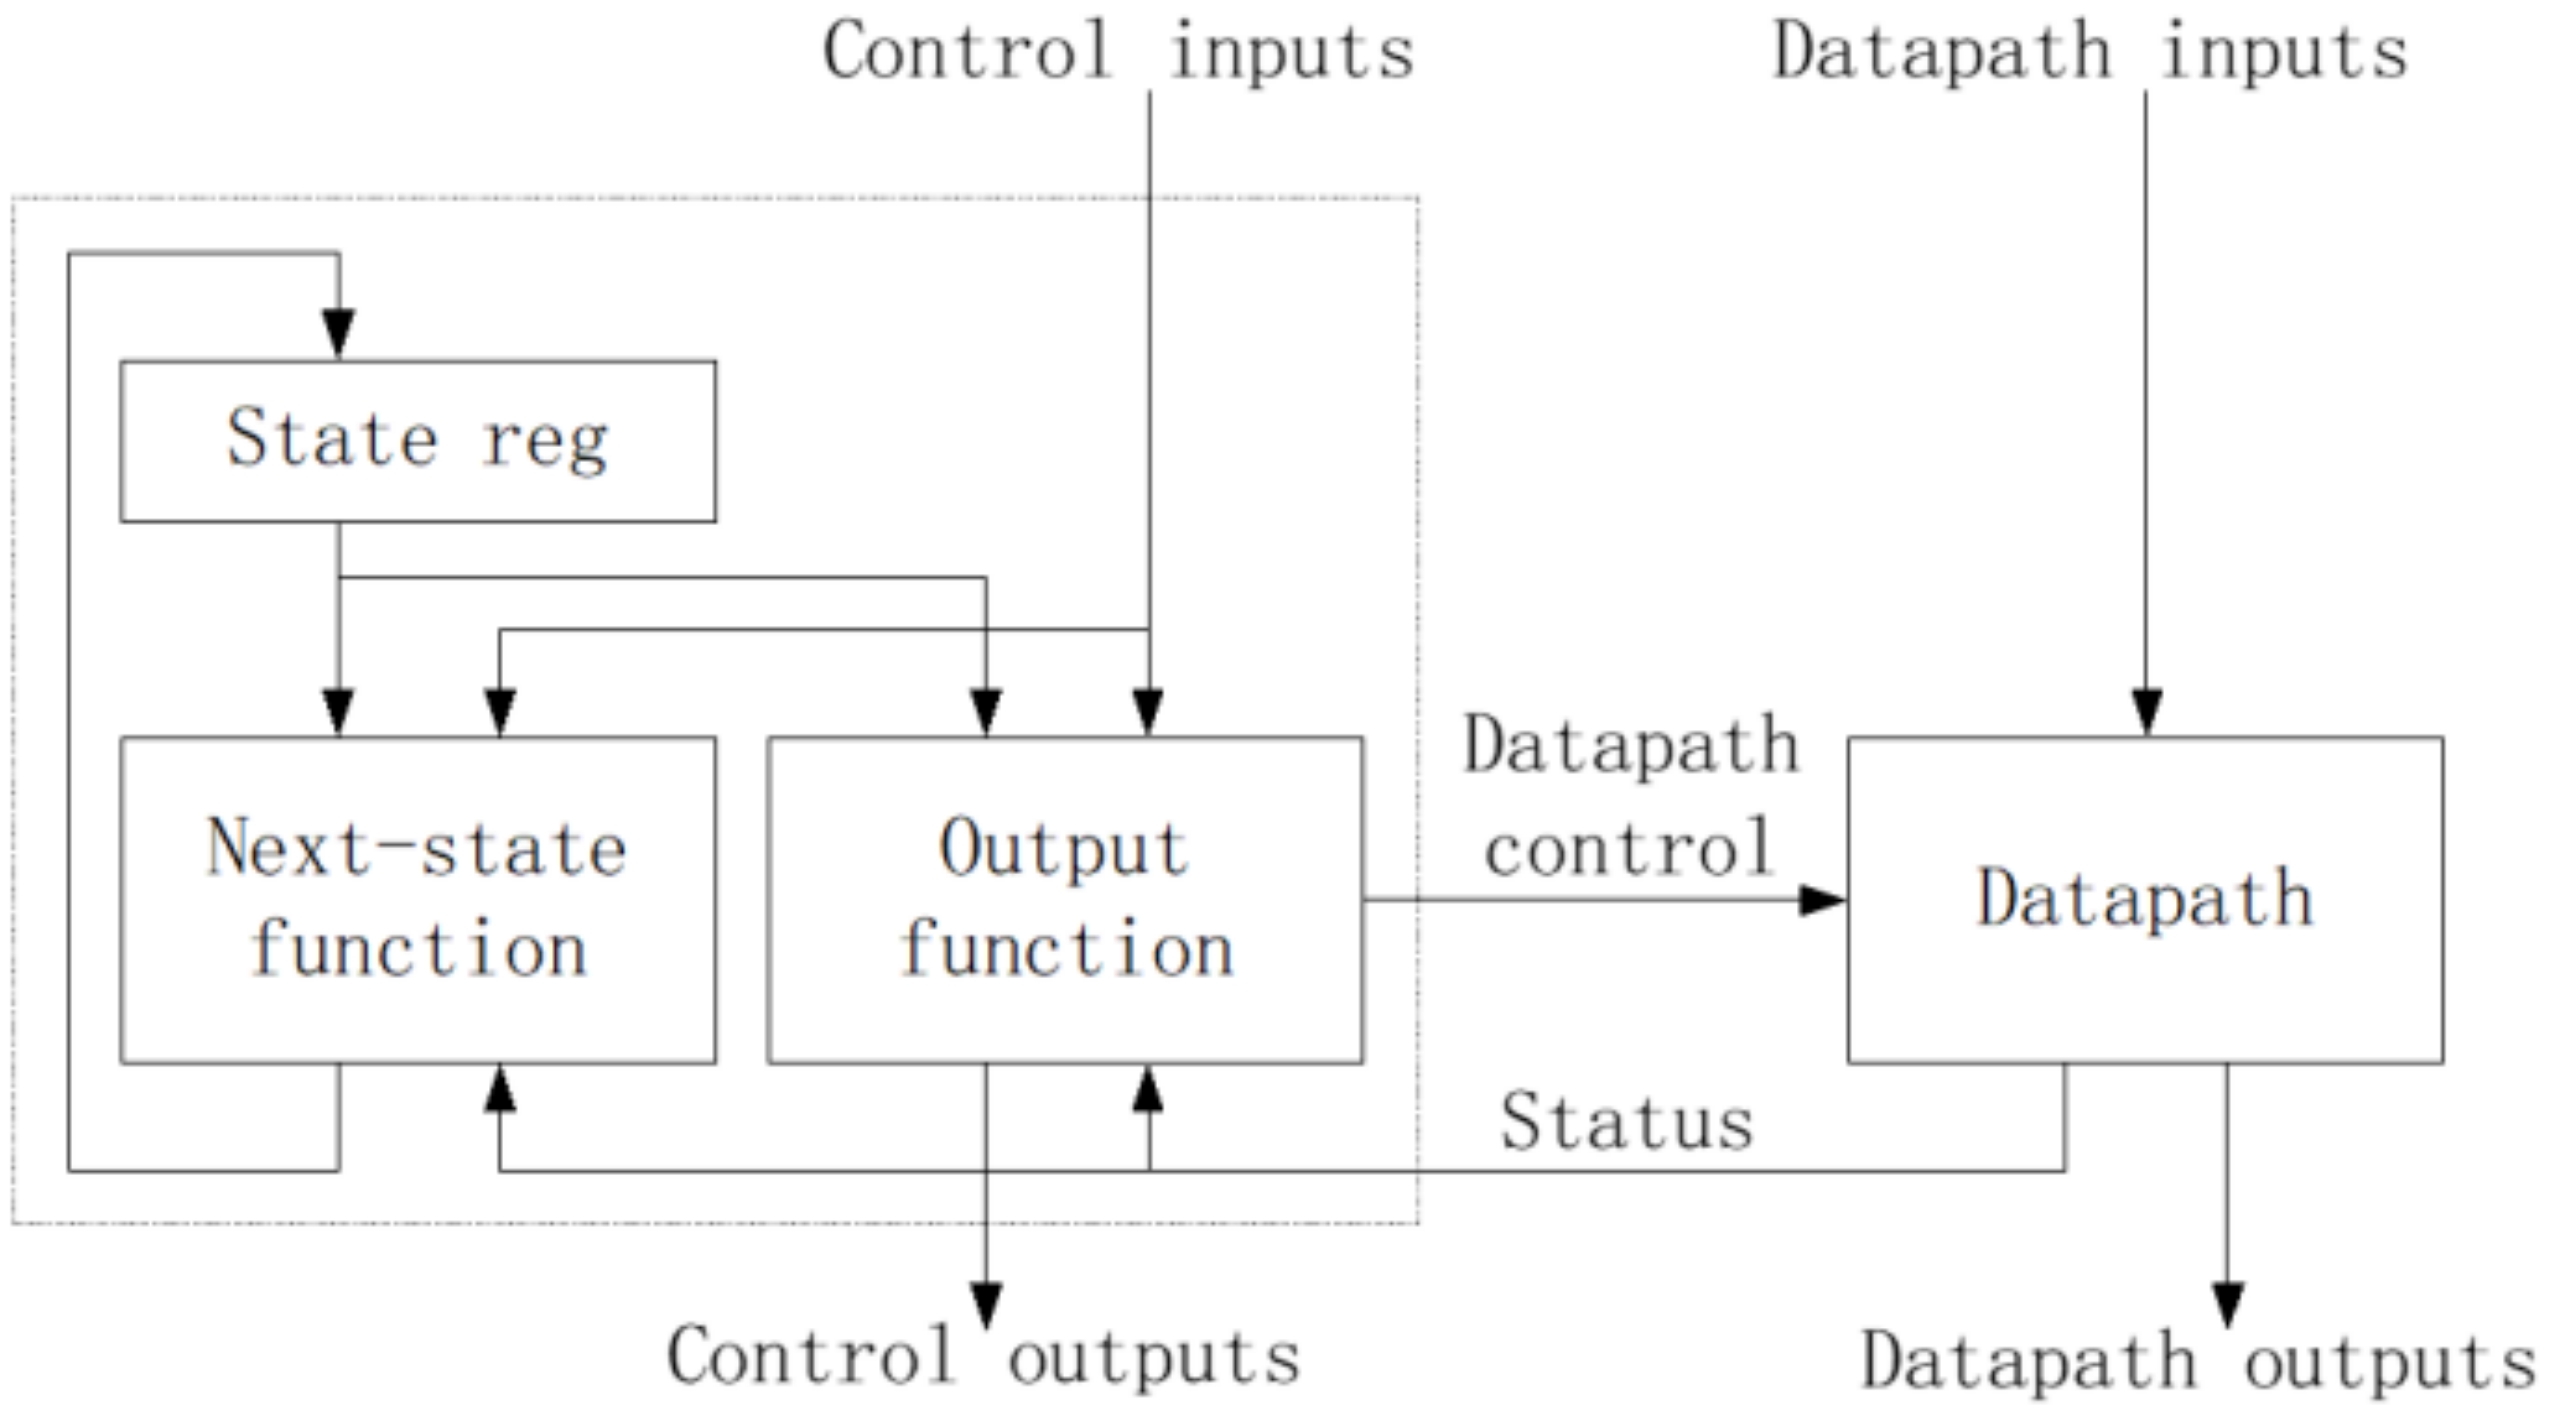 Control inputs
Datapath inputs
State reg
Next-state
function
Output
function
Datapath
control
Datapath
Status
Control outputs
Datapath outputs